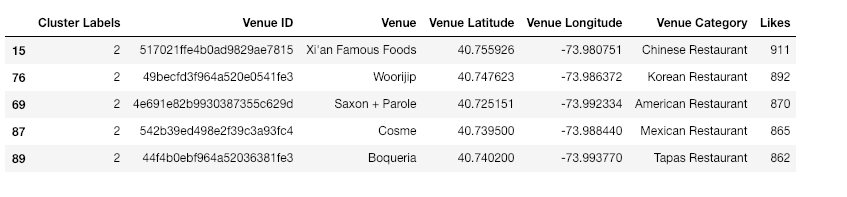 Cluster Labels Venue ID Venue Venue Latitude Venue Longitude Venue Category Likes
15 2 517021ffe4b0ad9829ae7815 Xi'an Famous Foods 40.755926 -73.980751 Chinese Restaurant 911
76 2 49becfd3f964a520e0541fe3 Woorijip 40.747623 -73.986372 Korean Restaurant 892
69 2 4e691e82b9930387355c629d Saxon + Parole 40.725151 -73.992334 American Restaurant 870
87 2 542b39ed498e2f39c3a93fc4 Cosme 40.739500 -73.988440 Mexican Restaurant 865
89 2 44f4b0ebf964a52036381fe3 Boqueria 40.740200 -73.993770 Tapas Restaurant 862